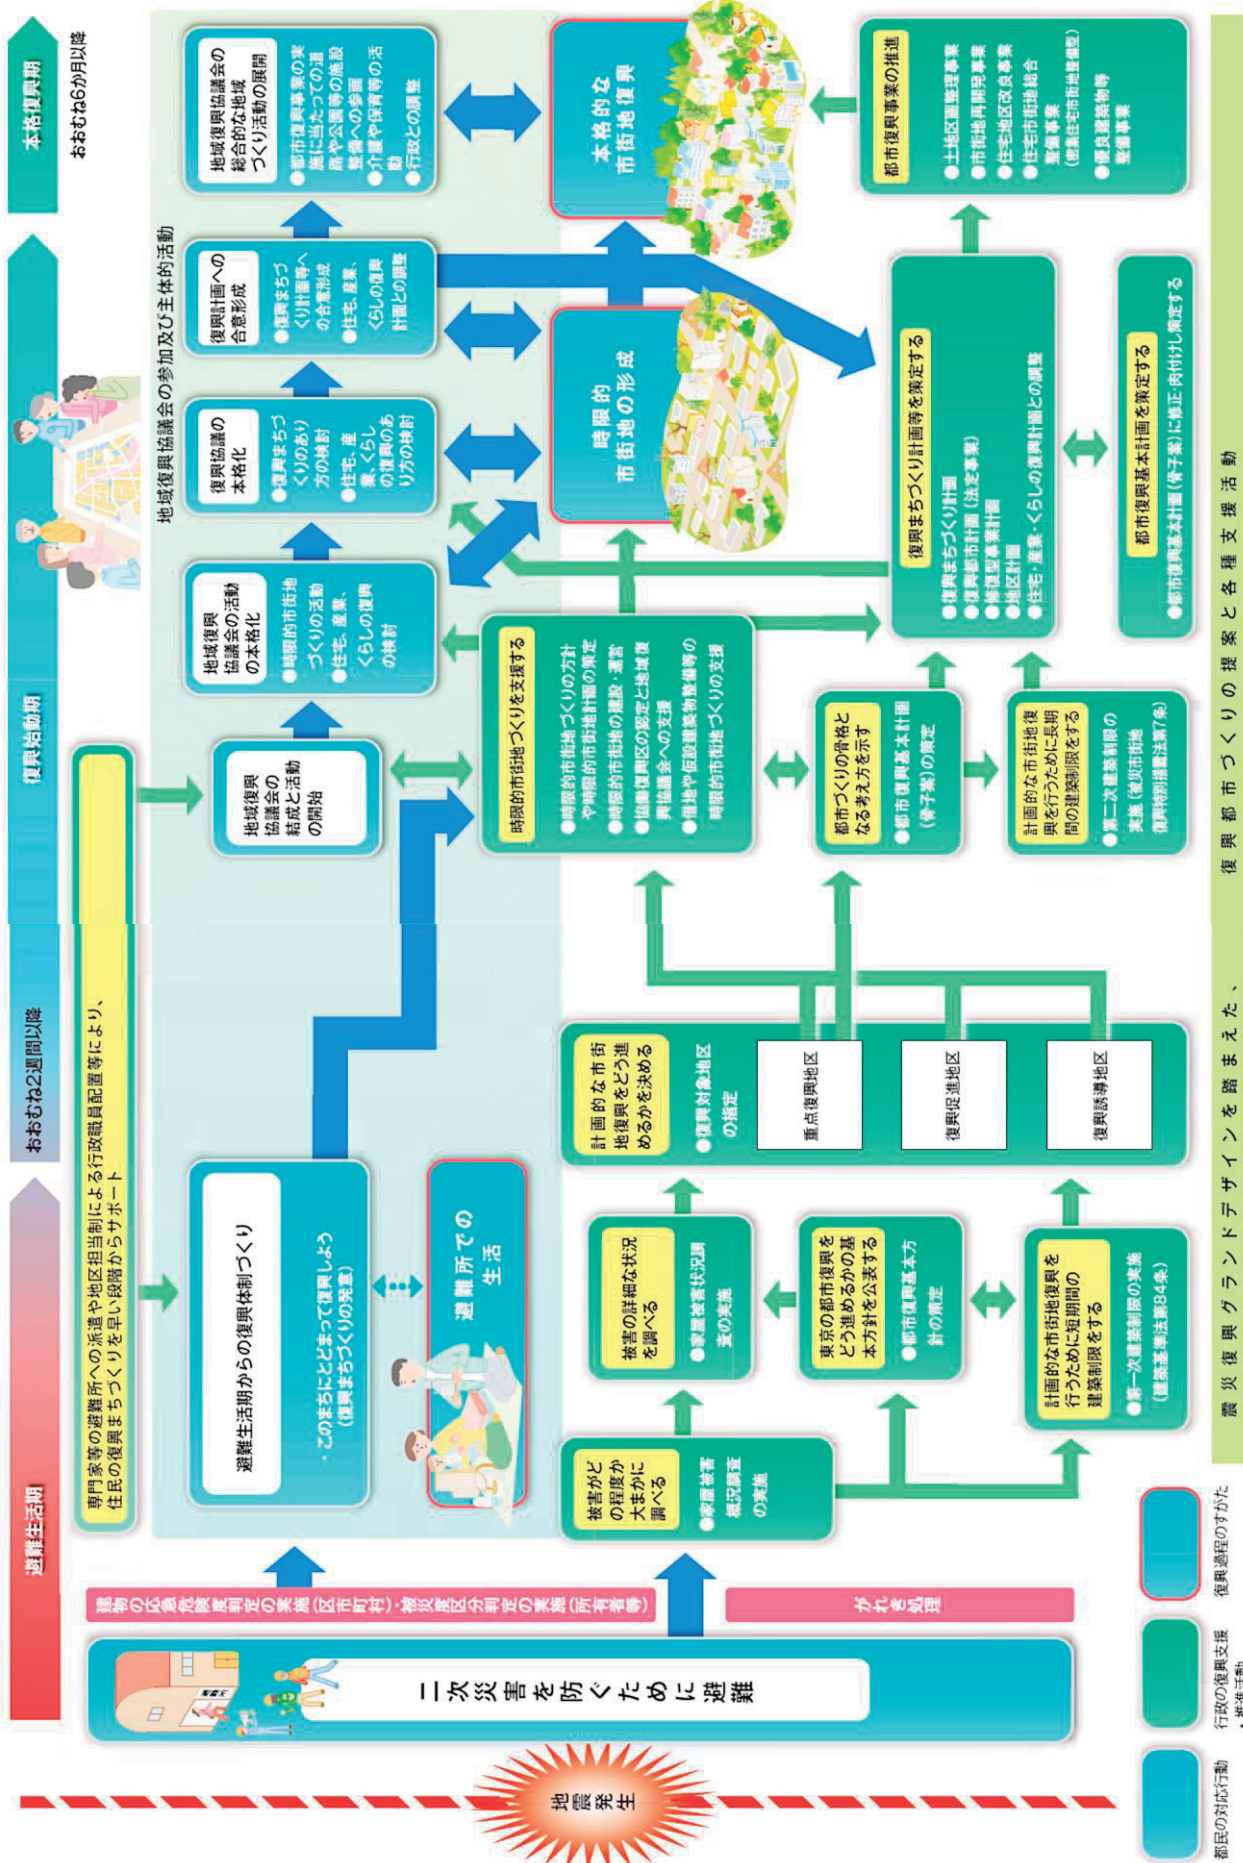 避難生活期
おおむね2週間以降
復興始動期
本格復興期
おおむね6か月以降
専門家等の避難所への派遣や地区担当制による行政職員配置等により、
住民の復興まちづくりを早い段階からサポート
地域復興協議会の参加及び主体的活動
地震発生
二次災害を防ぐために避難
避難所
建物の応急危険度判定の実施(区市町村)・被災度区分判定の実施(所有者等)
がれき処理
避難生活期からの復興体制づくり
・このまちにとどまって復興しよう
(復興まちづくりの発意)
避難所での
生活
地域復興
協議会の
結成と活動
の開始
地域復興
協議会の活動
の本格化
●時限的市街地
づくりの活動
●住宅、産業、
くらしの復興
の検討
復興協議の
本格化
●復興まちづ
くりのあり
方の検討
●住宅、産
業、くらし
の復興のあ
り方の検討
復興計画への
合意形成
●復興まちづ
くり計画等へ
の合意形成
●住宅、産業、
くらしの復興
計画との調整
地域復興協議会の
総合的な地域
づくり活動の展開
●都市復興事業の実
施に当たっての道
路や公園等の施設
整備への参画
●介護や保育等の活
動
●行政との調整
時限的
市街地の形成
本格的な
市街地復興
被害がど
の程度か
大まかに
調べる
●家屋被害
概況調査
の実施
被害の詳細な状況
を調べる
●家屋被害状況調
査の実施
東京の都市復興を
どう進めるかの基
本方針を公表する
●都市復興基本方
針の策定
計画的な市街地復興を
行うために短期間の
建築制限をする
●第一次建築制限の実施
(建築基準法第84条)
計画的な市街
地復興をどう進
めるかを決める
●復興対象地区
の指定
重点復興地区
復興促進地区
復興誘導地区
時限的市街地づくりを支援する
●時限的市街地づくりの方針
や時限的市街地計画の策定
●時限的市街地の建設・運営
●協働復興区の認定と地域復
興協議会への支援
●借地や仮設建築物整備等の
時限的市街地づくりの支援
都市づくりの骨格と
なる考え方を示す
●都市復興基本計画
(骨子案)の策定
計画的な市街地復
興を行うために長期
間の建築制限をする
●第二次建築制限の
実施(被災市街地
復興特別措置法第7条)
復興まちづくり計画等を策定する
●復興まちづくり計画
●復興都市計画(法定事業)
●修復型事業計画
●地区計画
●住宅・産業・くらしの復興計画との調整
都市復興基本計画を策定する
●都市復興基本計画(骨子案)に修正・肉付けし策定する
都市復興事業の推進
●土地区画整理事業
●市街地再開発事業
●住宅地区改良事業
●住宅市街地総合
整備事業
(密集住宅市街地整備型)
●優良建築物等
整備事業
震災復興グランドデザインを踏まえた、復興都市づくりの提案と各種支援活動
都民の対応行動
行政の復興支援
・推進活動
復興過程のすがた